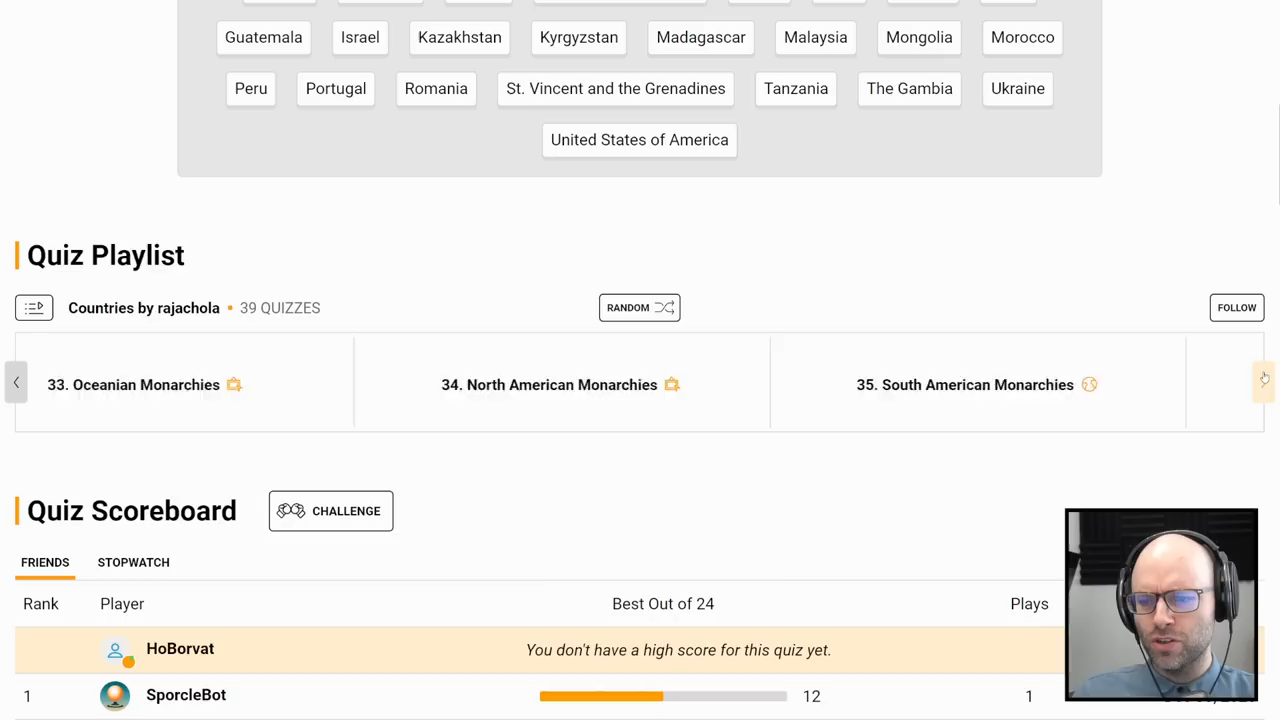 Guatemala Israel Kazakhstan Kyrgyzstan Madagascar Malaysia Mongolia Morocco
Peru Portugal Romania St. Vincent and the Grenadines Tanzania The Gambia Ukraine
United States of America
Quiz Playlist
Countries by rajachola • 39 QUIZZES RANDOM FOLLOW
33. Oceanian Monarchies 34. North American Monarchies 35. South American Monarchies
Quiz Scoreboard CHALLENGE
FRIENDS STOPWATCH
Rank Player Best Out of 24 Plays
HoBorvat You don't have a high score for this quiz yet.
1 SporcleBot 12 1